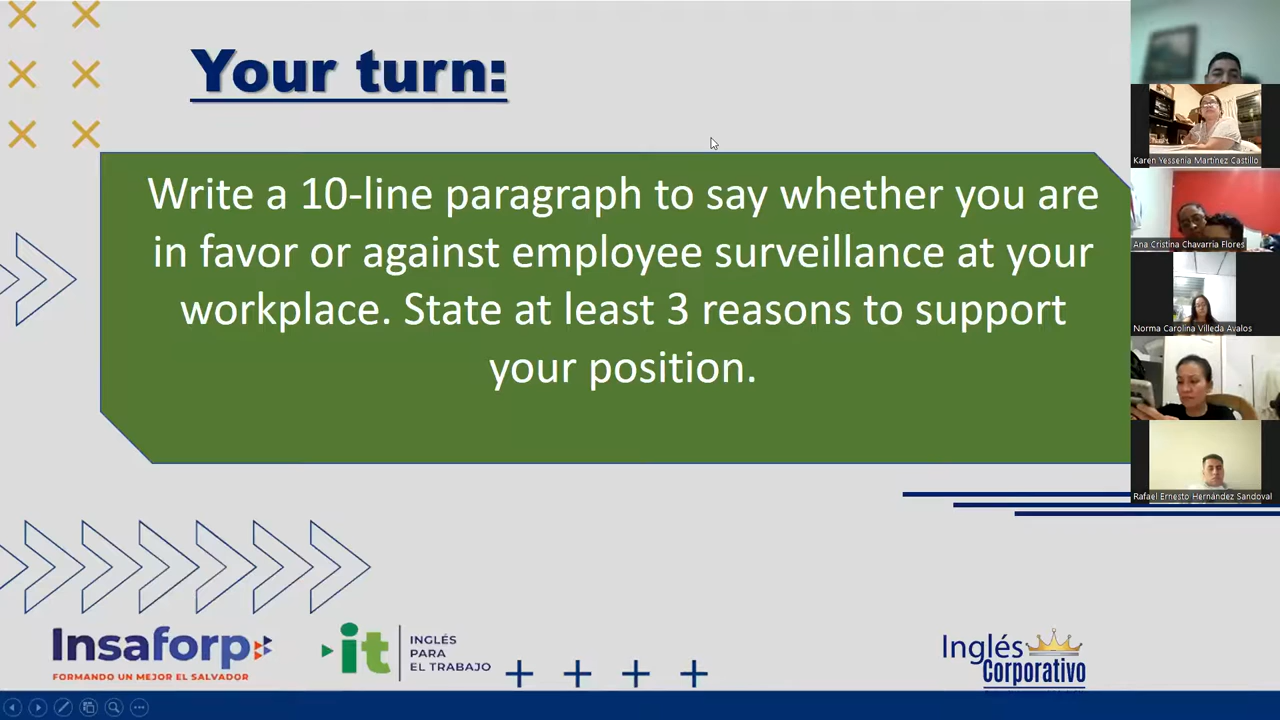 Your turn:
Write a 10-line paragraph to say whether you are
in favor or against employee surveillance at your
workplace. State at least 3 reasons to support
your position.
Karen Yessenia Martinez Castillo
Ana Cristina Chavarria Flores
Norma Carolina Villeda Avalos
Rafael Ernesto Hernández Sandoval
Insaforp
FORMANDO UN MEJOR EL SALVADOR
it
INGLÉS
PARA
EL TRABAJO
Inglés
Corporativo